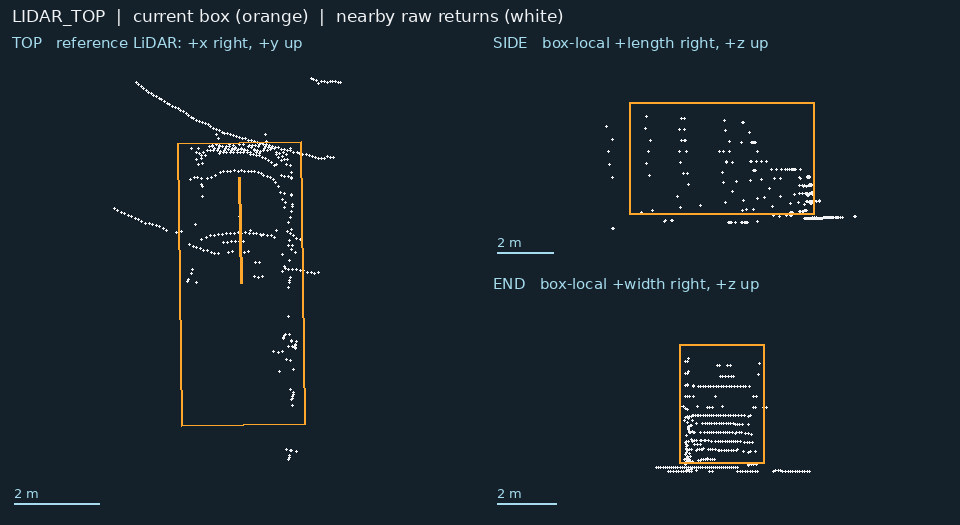 LIDAR_TOP | current box (orange) | nearby raw returns (white)
TOP reference LiDAR: +x right, +y up
SIDE box-local +length right, +z up
2 m
END box-local +width right, +z up
2 m
2 m